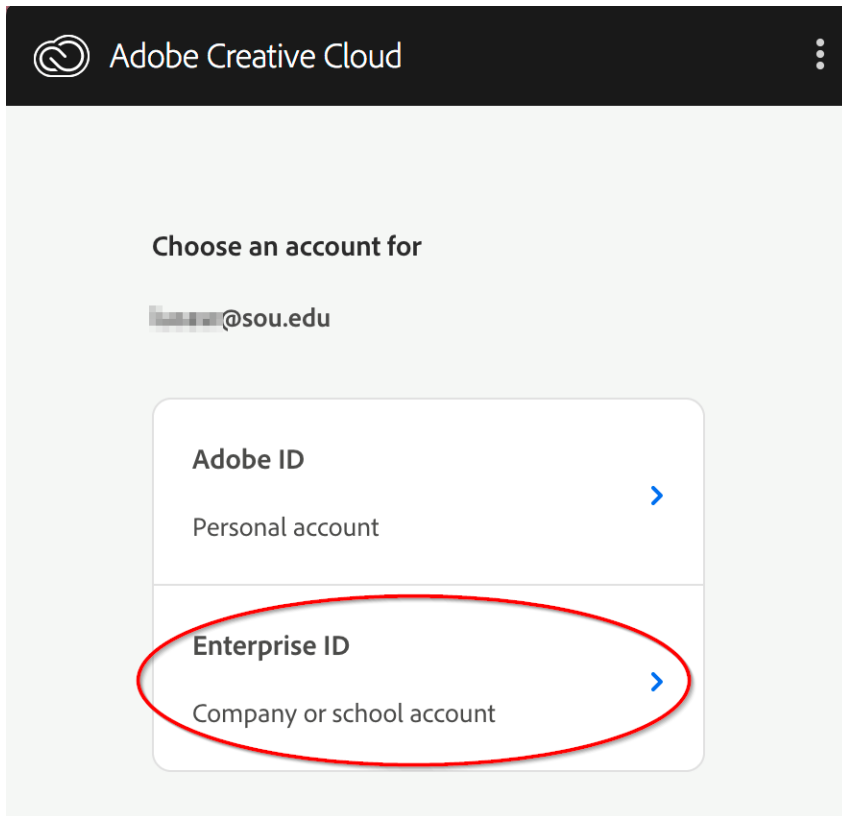 Adobe Creative Cloud
Choose an account for
@sou.edu
Adobe ID
Personal account
Enterprise ID
Company or school account